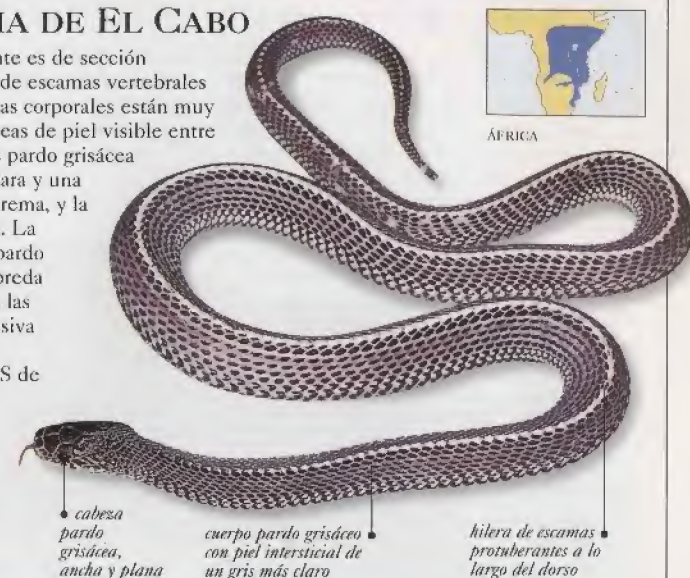 IA DE EL CABO
te es de sección
de escamas vertebrales
as corporales están muy
eas de piel visible entre
s pardo grisácea
ara y una
rema, y la
. La
pardo
oreda
las
siva
S de
ÁFRICA
cabeza
pardo
grisácea,
ancha y plana
cuerpo pardo grisáceo
con piel intersticial de
un gris más claro
hilera de escamas
protuberantes a lo
largo del dorso